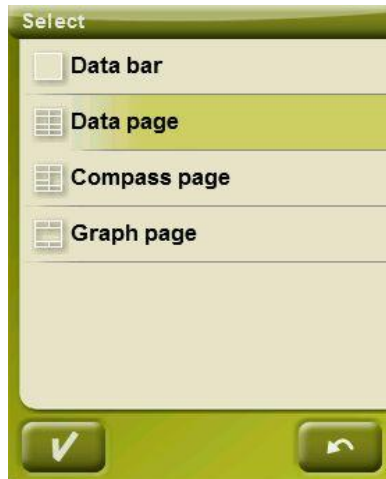 Select
Data bar
Data page
Compass page
Graph page